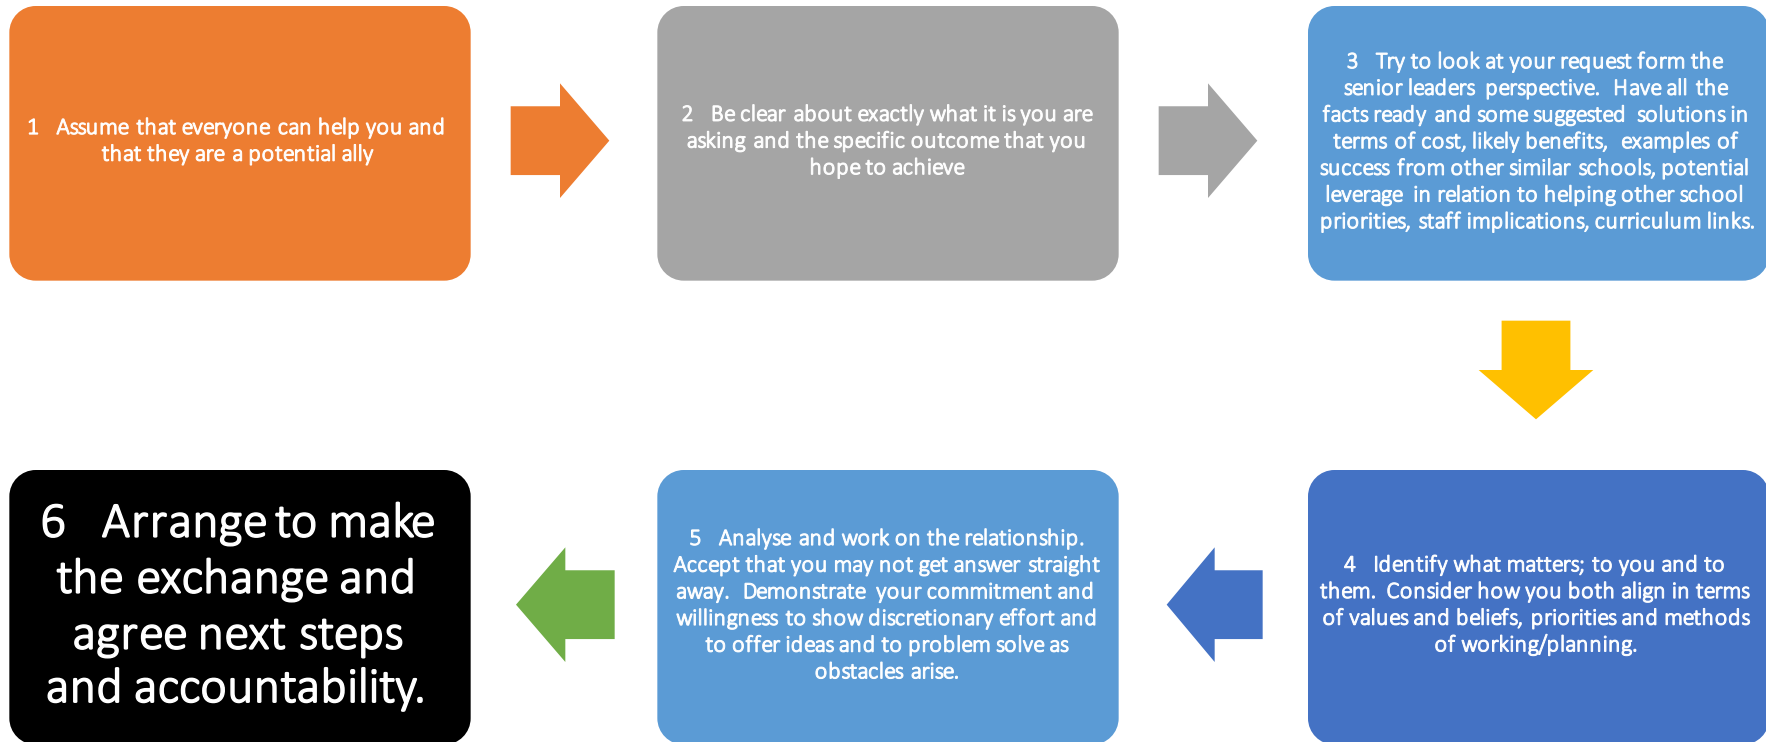 1 Assume that everyone can help you and
that they are a potential ally
2 Be clear about exactly what it is you are
asking and the specific outcome that you
hope to achieve
3 Try to look at your request form the
senior leaders perspective. Have all the
facts ready and some suggested solutions in
terms of cost, likely benefits, examples of
success from other similar schools, potential
leverage in relation to helping other school
priorities, staff implications, curriculum links.
4 Identify what matters; to you and to
them. Consider how you both align in terms
of values and beliefs, priorities and methods
of working/planning.
5 Analyse and work on the relationship.
Accept that you may not get answer straight
away. Demonstrate your commitment and
willingness to show discretionary effort and
to offer ideas and to problem solve as
obstacles arise.
6 Arrange to make
the exchange and
agree next steps
and accountability.